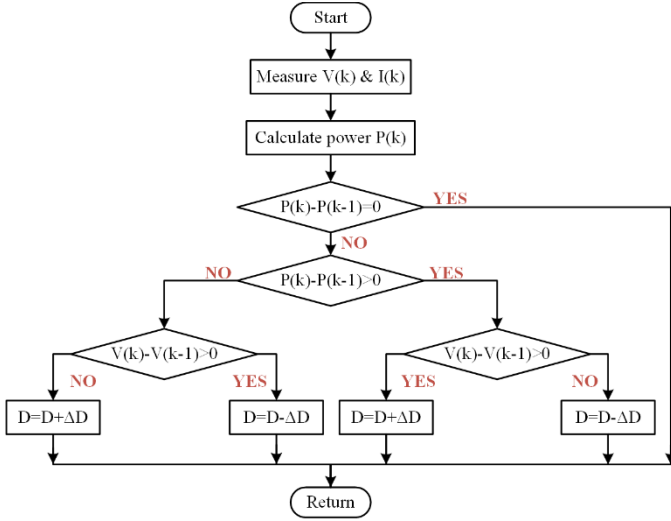 Start
Measure V(k) & I(k)
Calculate power P(k)
P(k)-P(k-1)=0
YES
NO
NO
P(k)-P(k-1)>0
YES
V(k)-V(k-1)>0
V(k)-V(k-1)>0
NO
YES
YES
NO
D=D+ΔD
D=D-ΔD
D=D+ΔD
D=D-ΔD
Return